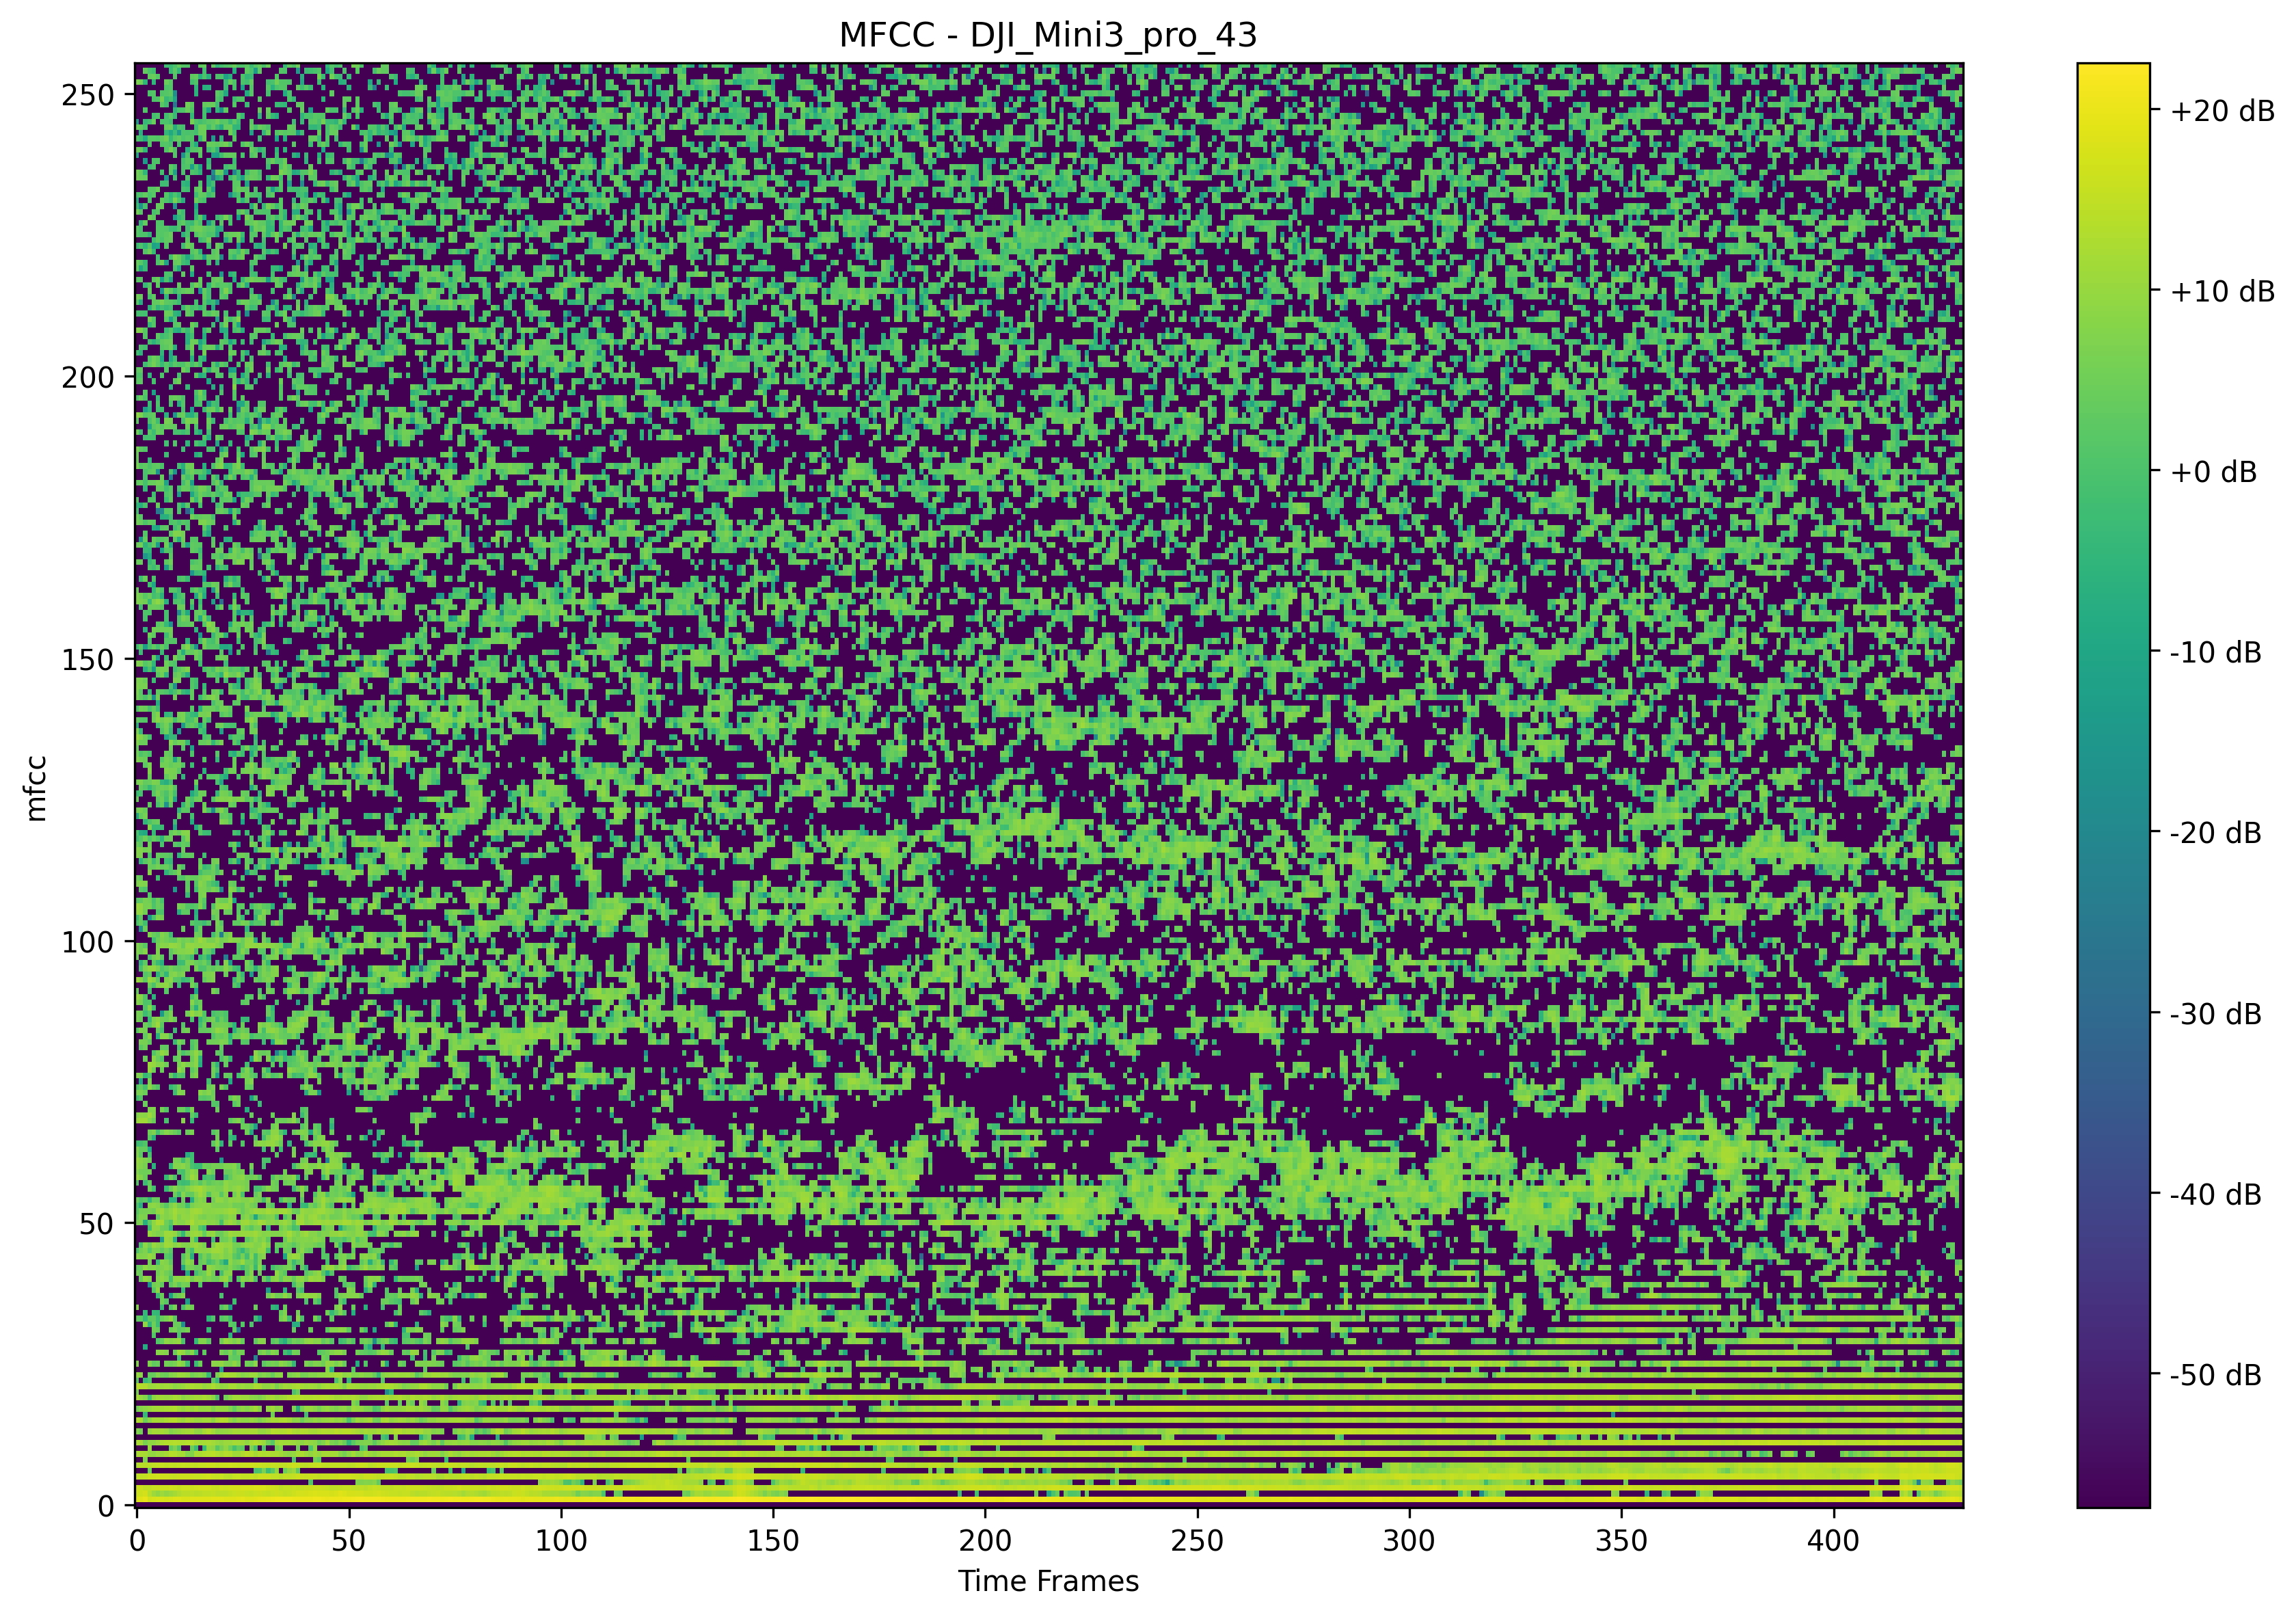 MFCC - DJI_Mini3_pro_43
250
200
150
100
50
0
mfcc
0
50
100
150
200
250
300
350
400
Time Frames
+20 dB
+10 dB
+0 dB
-10 dB
-20 dB
-30 dB
-40 dB
-50 dB